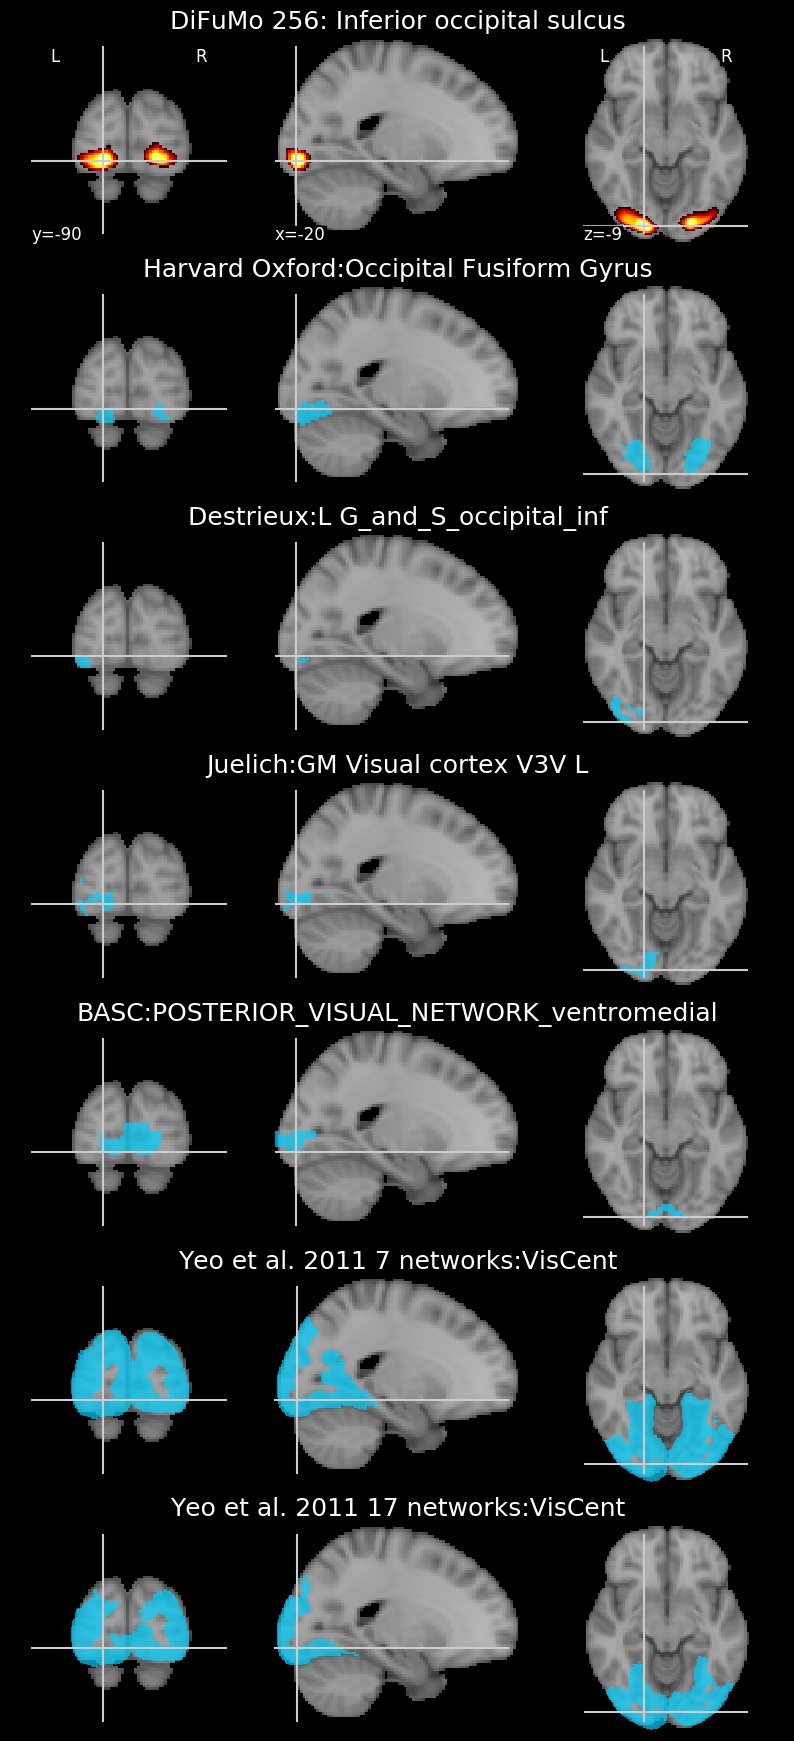 DiFuMo 256: Inferior occipital sulcus
L R L R
y=-90 x=-20 z=-9
Harvard Oxford:Occipital Fusiform Gyrus
Destrieux:L G_and_S_occipital_inf
Juelich:GM Visual cortex V3V L
BASC:POSTERIOR_VISUAL_NETWORK_ventromedial
Yeo et al. 2011 7 networks:VisCent
Yeo et al. 2011 17 networks:VisCent